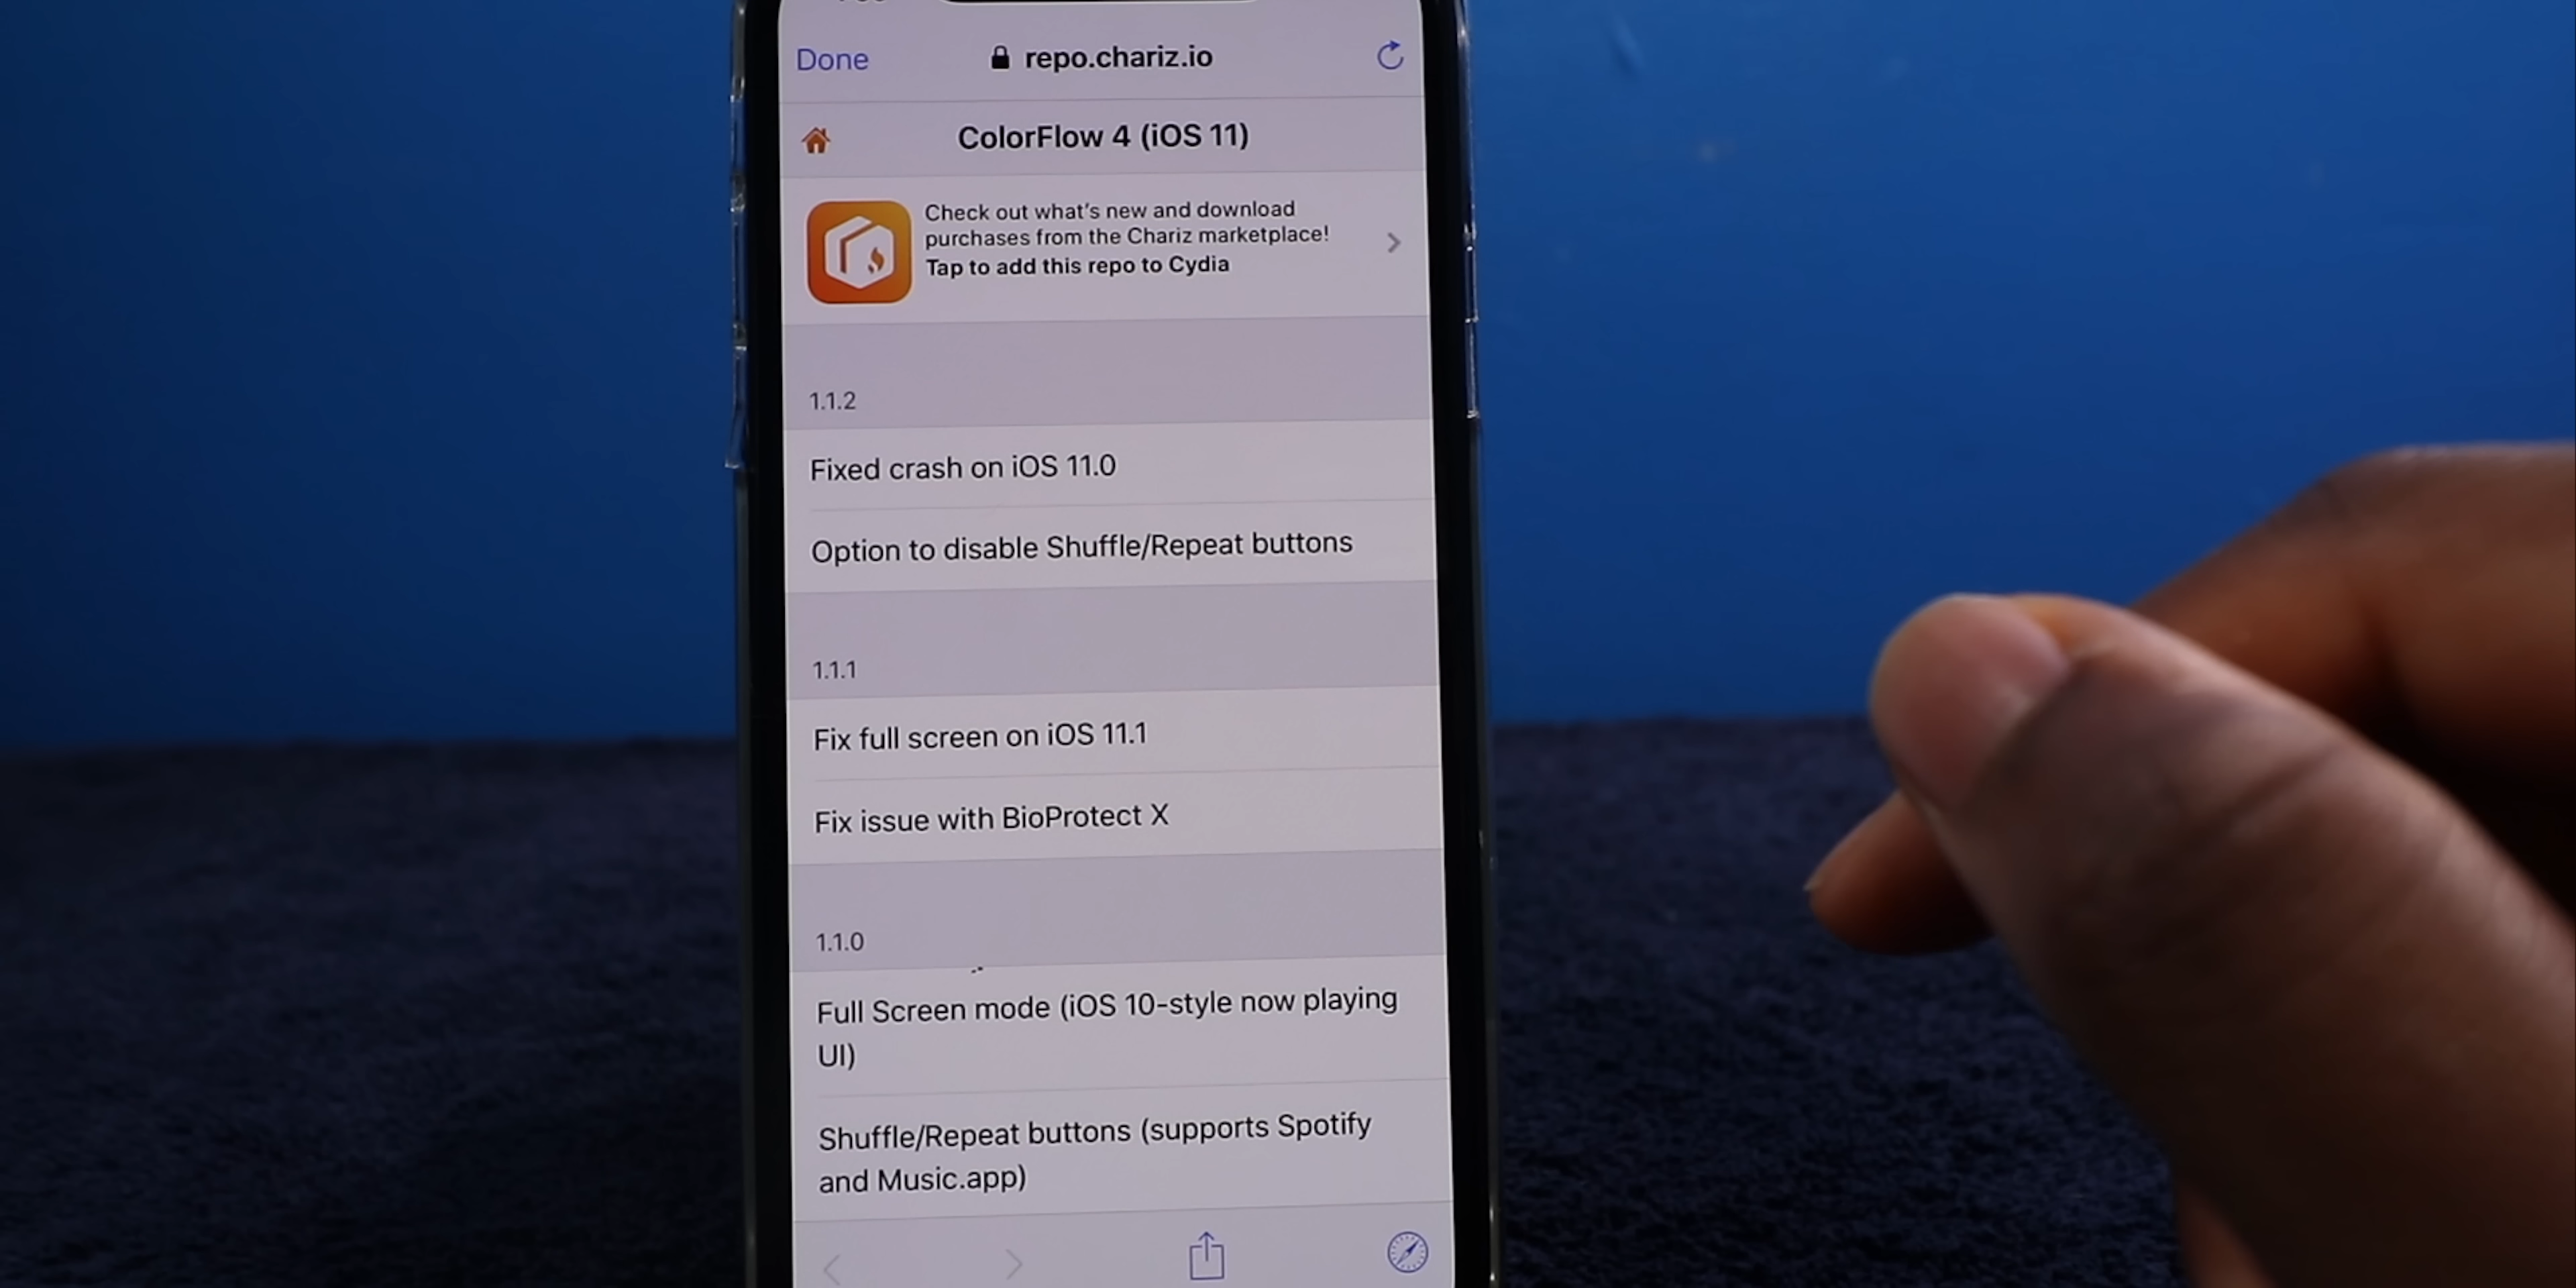 Done
repo.chariz.io
ColorFlow 4 (iOS 11)
Check out what's new and download
purchases from the Chariz marketplace!
Tap to add this repo to Cydia
1.1.2
Fixed crash on iOS 11.0
Option to disable Shuffle/Repeat buttons
1.1.1
Fix full screen on iOS 11.1
Fix issue with BioProtect X
1.1.0
Full Screen mode (iOS 10-style now playing
UI)
Shuffle/Repeat buttons (supports Spotify
and Music.app)